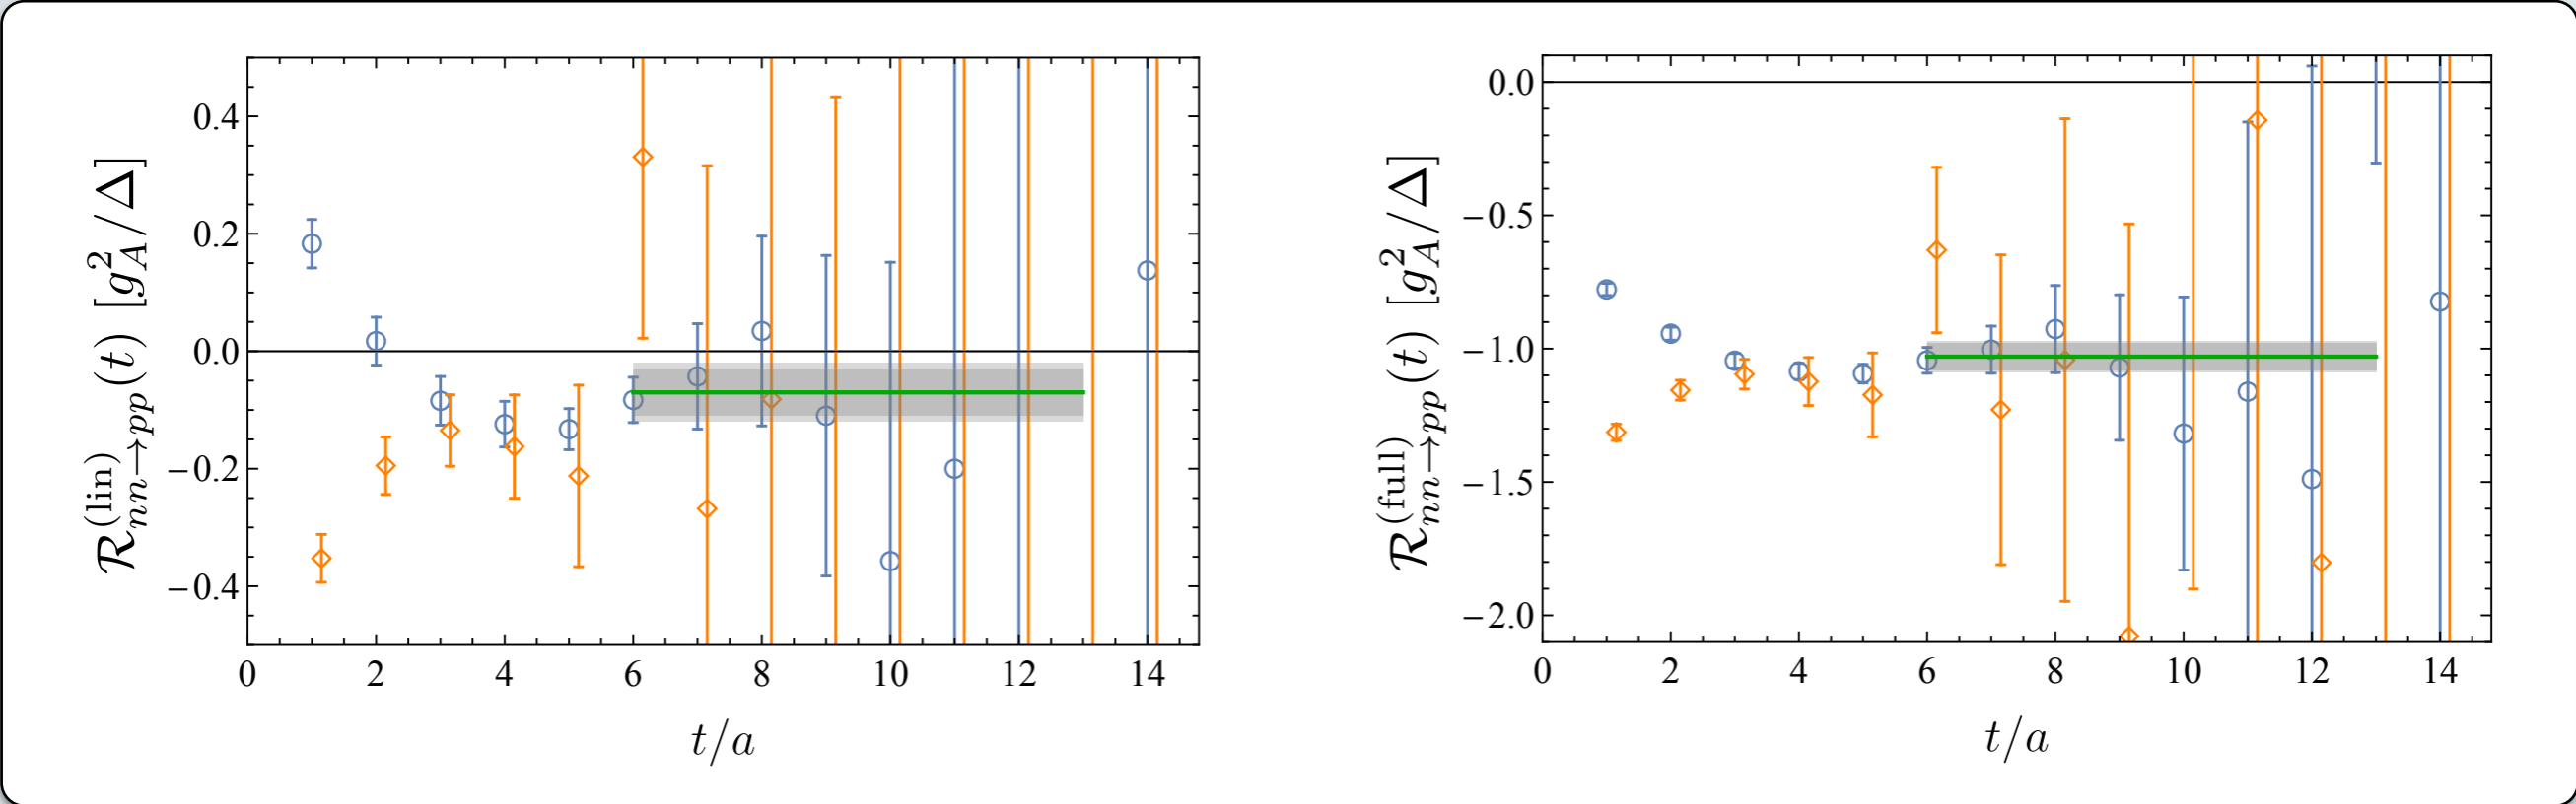 ℛ^(lin)_{nn→pp}(t) [g_A^2/Δ]
0.4
0.2
0.0
−0.2
−0.4
0 2 4 6 8 10 12 14
t/a
ℛ^(full)_{nn→pp}(t) [g_A^2/Δ]
0.0
−0.5
−1.0
−1.5
−2.0
0 2 4 6 8 10 12 14
t/a